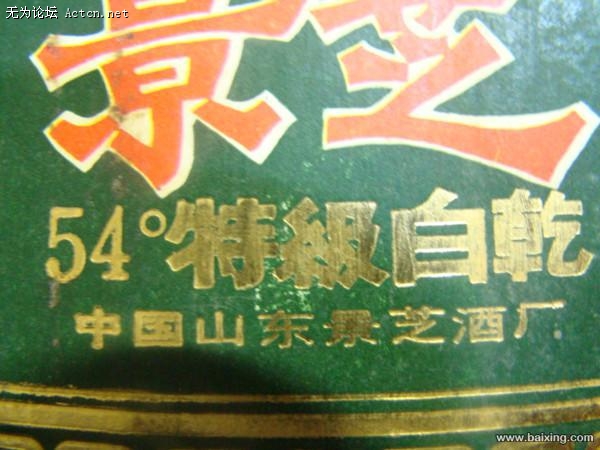 无为论坛 Actcn.net
景芝
54°特級白乾
中国山东景芝酒厂
www.baixing.com